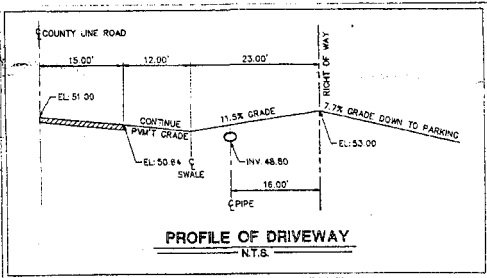 ℄COUNTY LINE ROAD
15.00'
12.00'
23.00'
RIGHT OF WAY
EL: 51.00
CONTINUE
PVM'T GRADE
11.5% GRADE
7.7% GRADE DOWN TO PARKING
EL: 50.64
℄
SWALE
INV. 48.80
EL: 53.00
16.00'
℄PIPE
PROFILE OF DRIVEWAY
N.T.S.